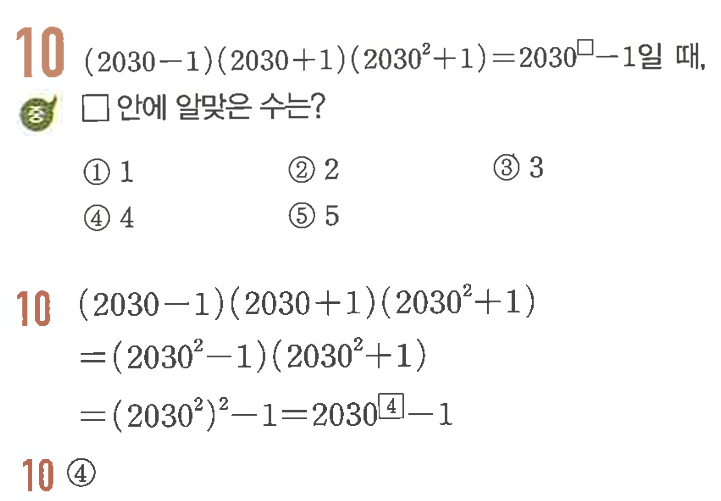 10 (2030-1)(2030+1)(2030²+1)=2030^□-1일 때,
중 □ 안에 알맞은 수는?
① 1 ② 2 ③ 3
④ 4 ⑤ 5
10 (2030-1)(2030+1)(2030²+1)
=(2030²-1)(2030²+1)
=(2030²)²-1=2030^4-1
10 ④